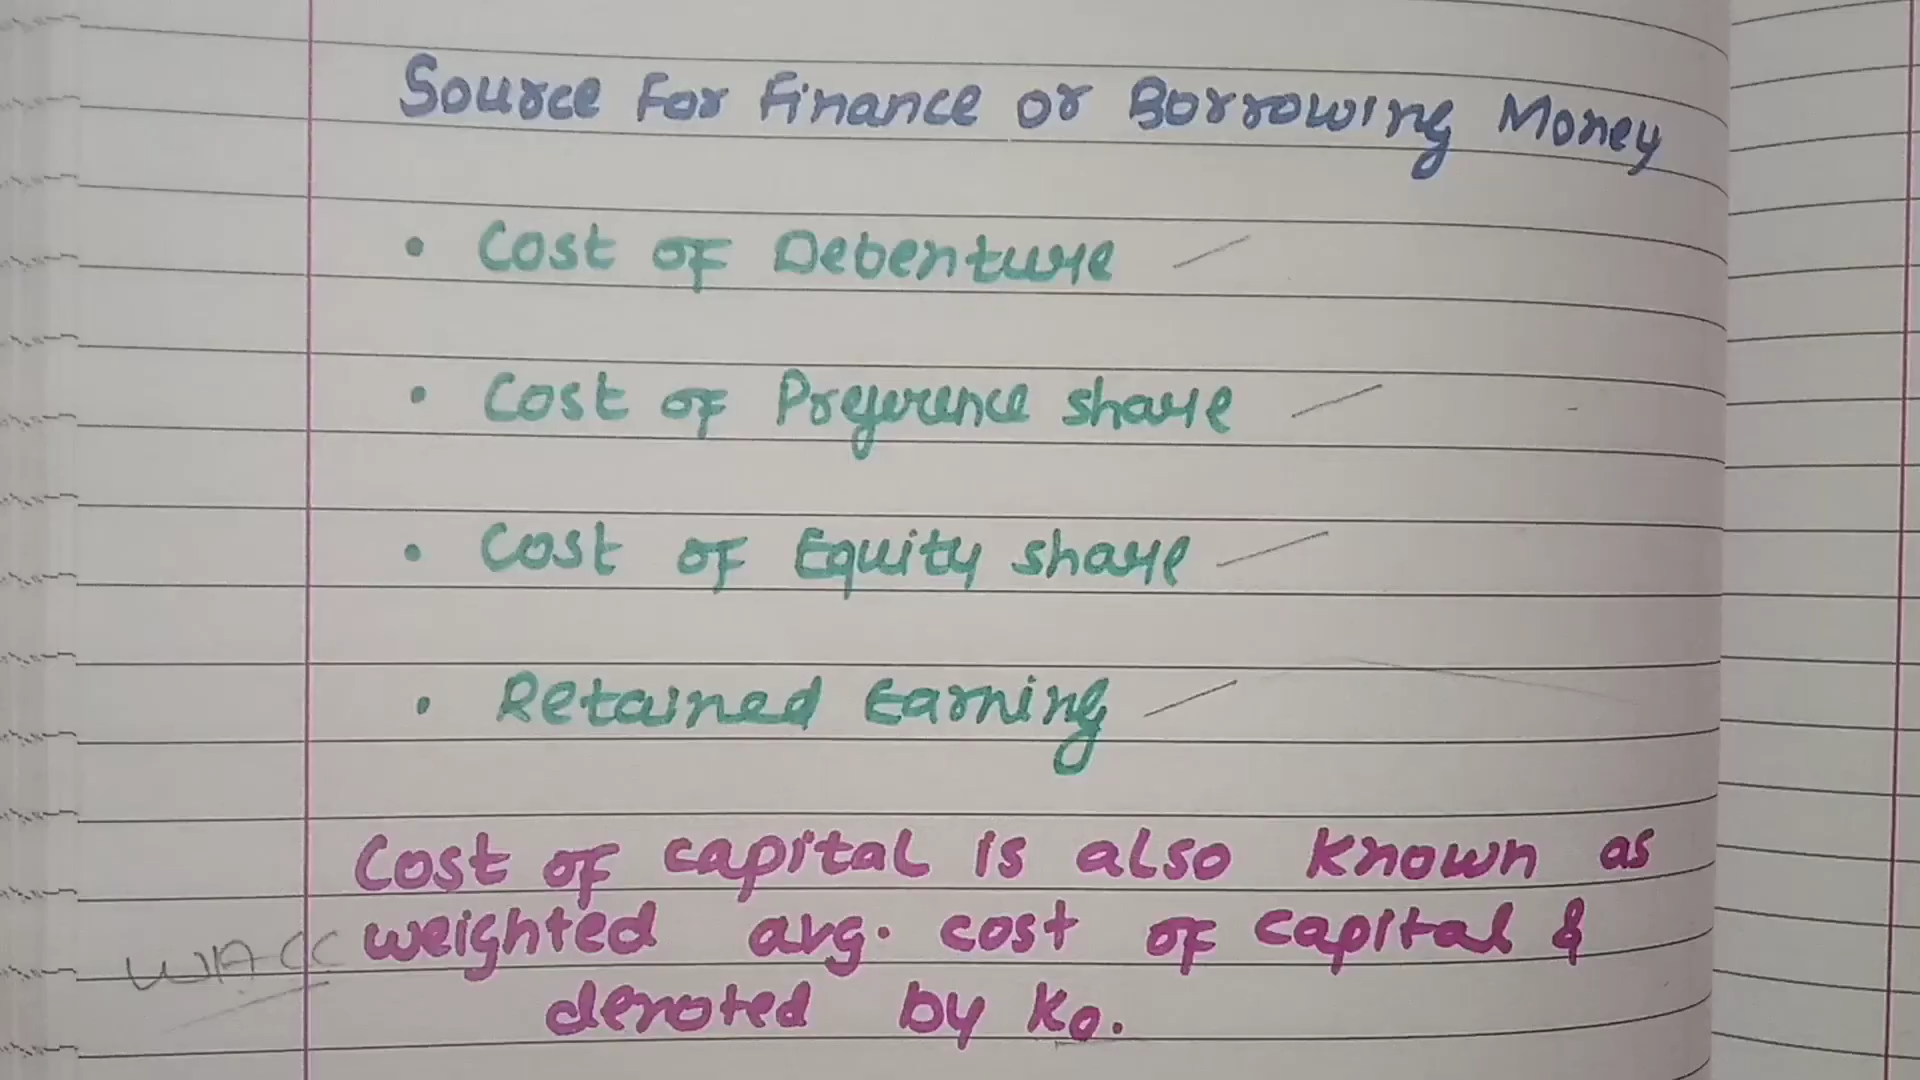 Source For Finance or Borrowing Money
• Cost of Debenture
• Cost of Preference share
• Cost of Equity share
• Retained Earning
Cost of capital is also known as
weighted avg. cost of capital &
WACC
denoted by Ko.